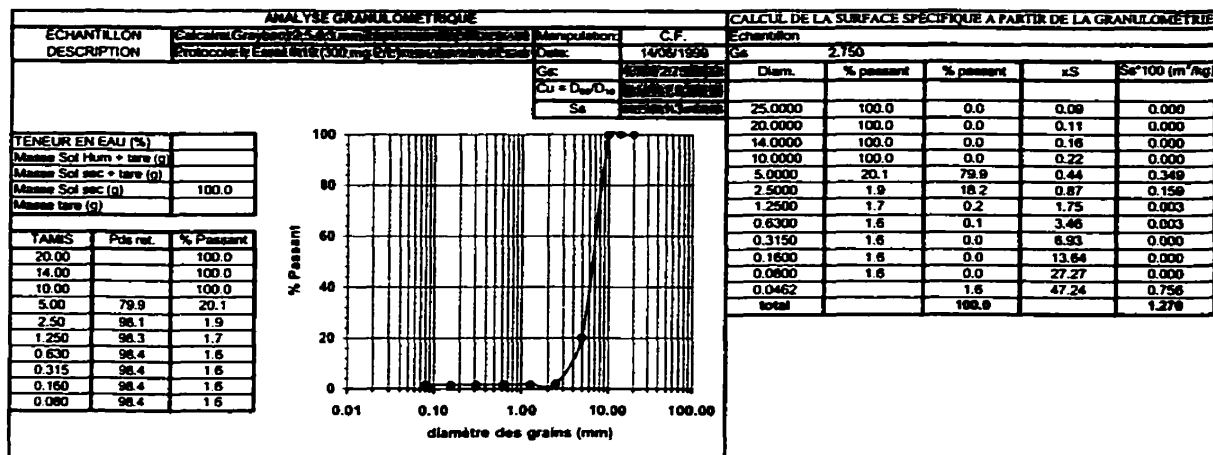 ANALYSE GRANULOMETRIQUE
ECHANTILLON Manipulation: C.F.
DESCRIPTION Date: 14/06/1999
Gs:
Cu = D60/D10
Ss
TENEUR EN EAU (%)
Masse Sol Hum + tare (g)
Masse Sol sec + tare (g)
Masse Sol sec (g) 100.0
Masse tare (g)
TAMIS Pds ret. % Passant
20.00 100.0
14.00 100.0
10.00 100.0
5.00 79.9 20.1
2.50 98.1 1.9
1.250 98.3 1.7
0.630 98.4 1.6
0.315 98.4 1.6
0.160 98.4 1.6
0.080 98.4 1.6
% Passant
100
80
60
40
20
0
0.01 0.10 1.00 10.00 100.00
diamètre des grains (mm)
CALCUL DE LA SURFACE SPÉCIFIQUE A PARTIR DE LA GRANULOMÉTRIE
Echantillon
Gs 2.750
Diam. % passant % passant xS Ss*100 (m²/kg)
25.0000 100.0 0.0 0.09 0.000
20.0000 100.0 0.0 0.11 0.000
14.0000 100.0 0.0 0.16 0.000
10.0000 100.0 0.0 0.22 0.000
5.0000 20.1 79.9 0.44 0.349
2.5000 1.9 18.2 0.87 0.159
1.2500 1.7 0.2 1.75 0.003
0.6300 1.6 0.1 3.46 0.003
0.3150 1.6 0.0 6.93 0.000
0.1600 1.6 0.0 13.64 0.000
0.0800 1.6 0.0 27.27 0.000
0.0462 1.6 47.24 0.756
total 100.0 1.270